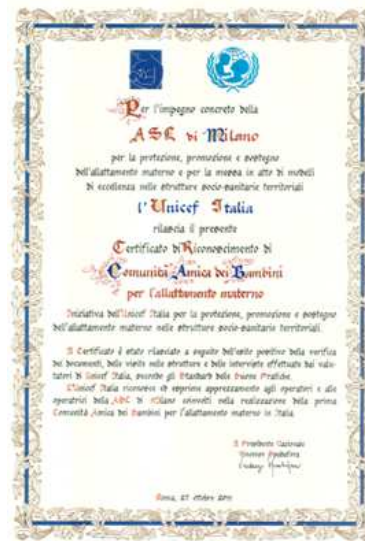 Per l'impegno concreto della
ASL di Milano
per la protezione, promozione e sostegno
dell'allattamento materno e per la messa in atto di modelli
di eccellenza nelle strutture socio-sanitarie territoriali
l'Unicef Italia
rilascia il presente
Certificato di Riconoscimento di
Comunità Amica dei Bambini
per l'allattamento materno
Iniziativa dell'Unicef Italia per la protezione, promozione e sostegno
dell'allattamento materno nelle strutture socio-sanitarie territoriali.
Il Certificato è stato rilasciato a seguito dell'esito positivo della verifica
dei documenti, delle visite nelle strutture e delle interviste effettuate dai valu-
tatori di Unicef Italia, secondo gli Standard delle Buone Pratiche.
L'Unicef Italia riconosce ed esprime apprezzamento agli operatori e alle
operatrici della ASL di Milano coinvolti nella realizzazione della prima
Comunità Amica dei Bambini per l'allattamento materno in Italia.
Il Presidente Nazionale
Vincenzo Spadafora
Roma, 27 ottobre 2011